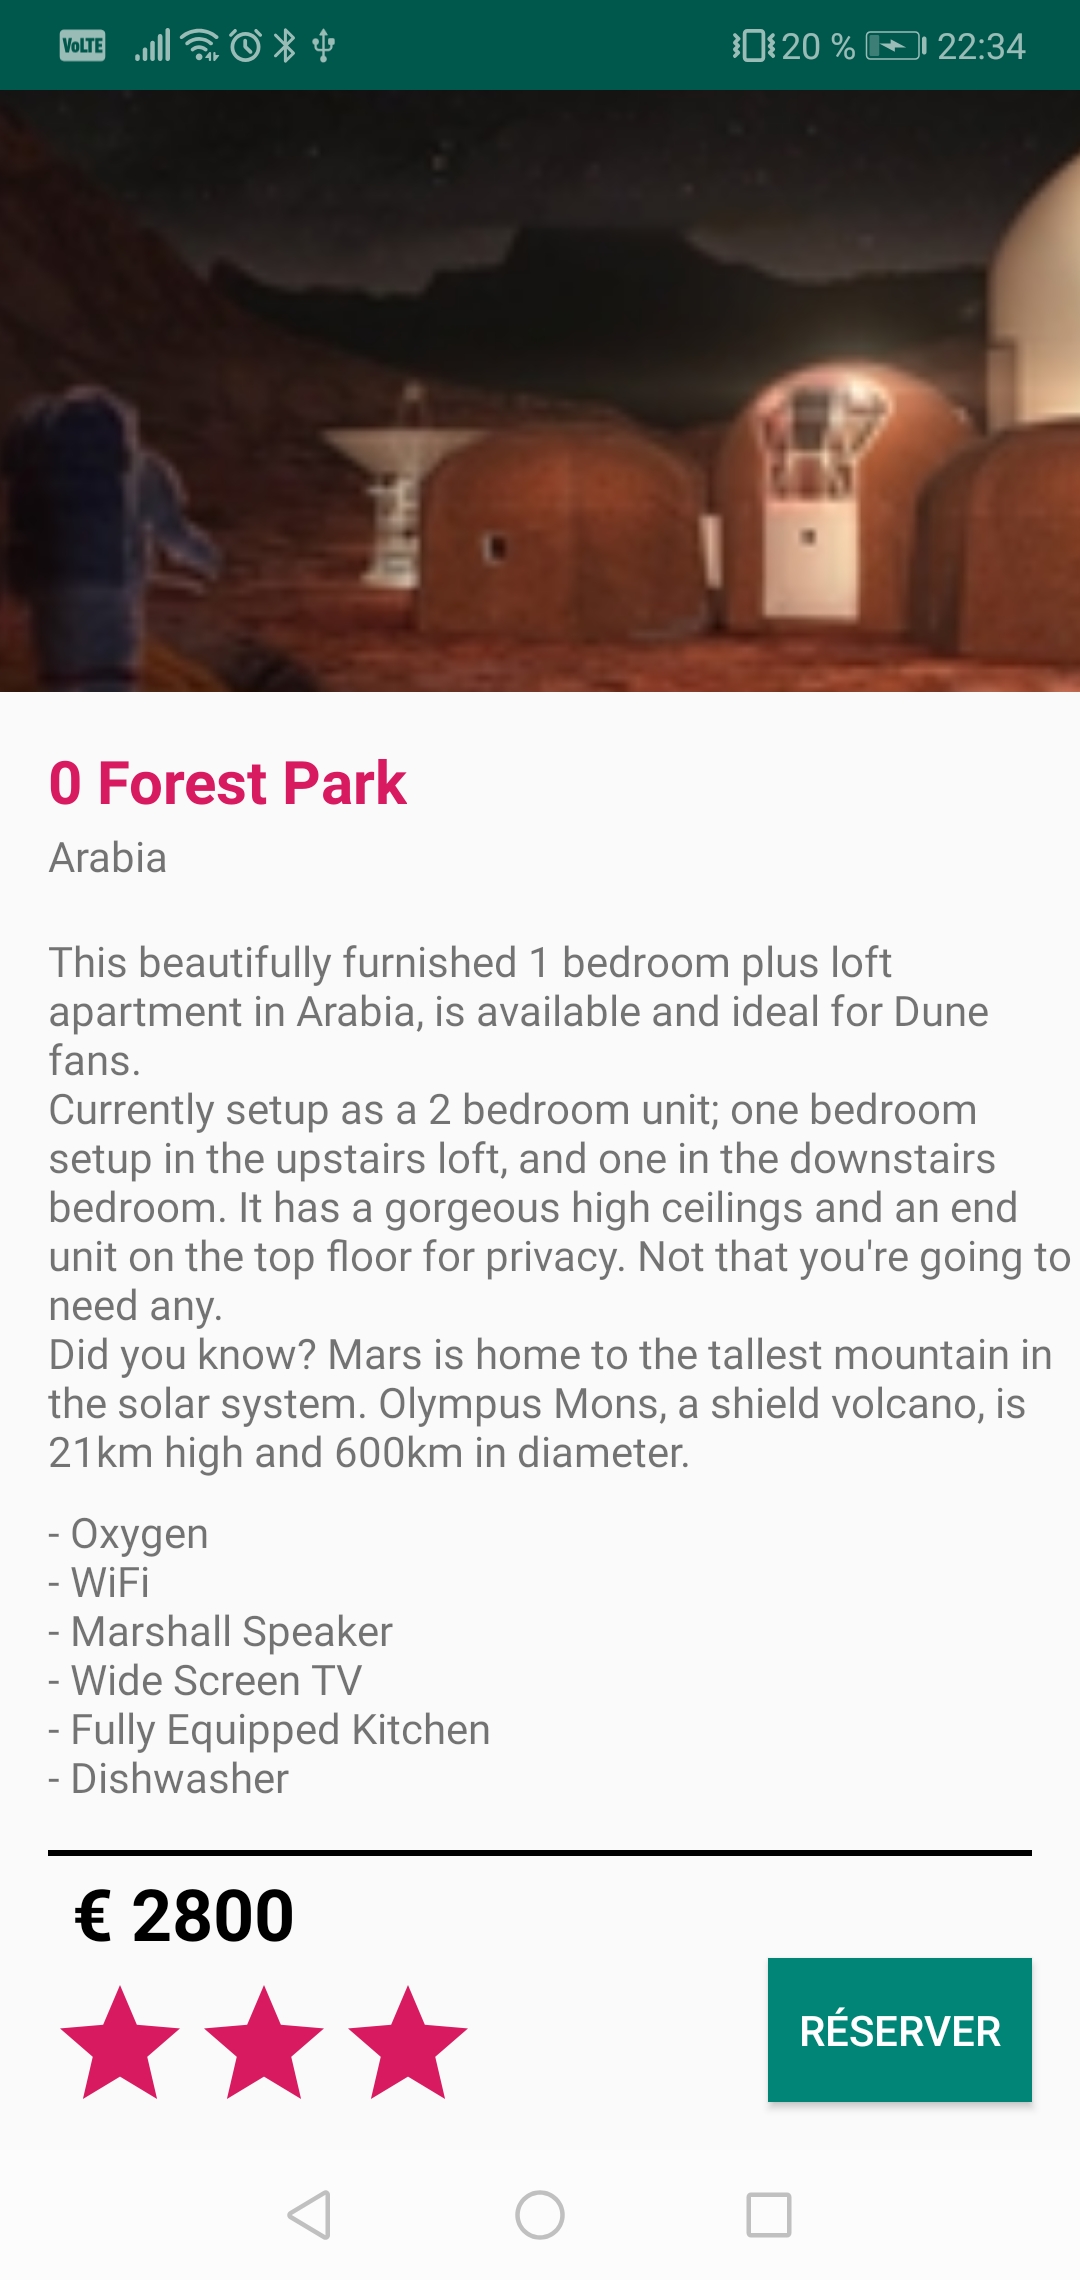 VoLTE 20 % 22:34
0 Forest Park
Arabia
This beautifully furnished 1 bedroom plus loft
apartment in Arabia, is available and ideal for Dune
fans.
Currently setup as a 2 bedroom unit; one bedroom
setup in the upstairs loft, and one in the downstairs
bedroom. It has a gorgeous high ceilings and an end
unit on the top floor for privacy. Not that you're going to
need any.
Did you know? Mars is home to the tallest mountain in
the solar system. Olympus Mons, a shield volcano, is
21km high and 600km in diameter.
- Oxygen
- WiFi
- Marshall Speaker
- Wide Screen TV
- Fully Equipped Kitchen
- Dishwasher
€ 2800
RÉSERVER